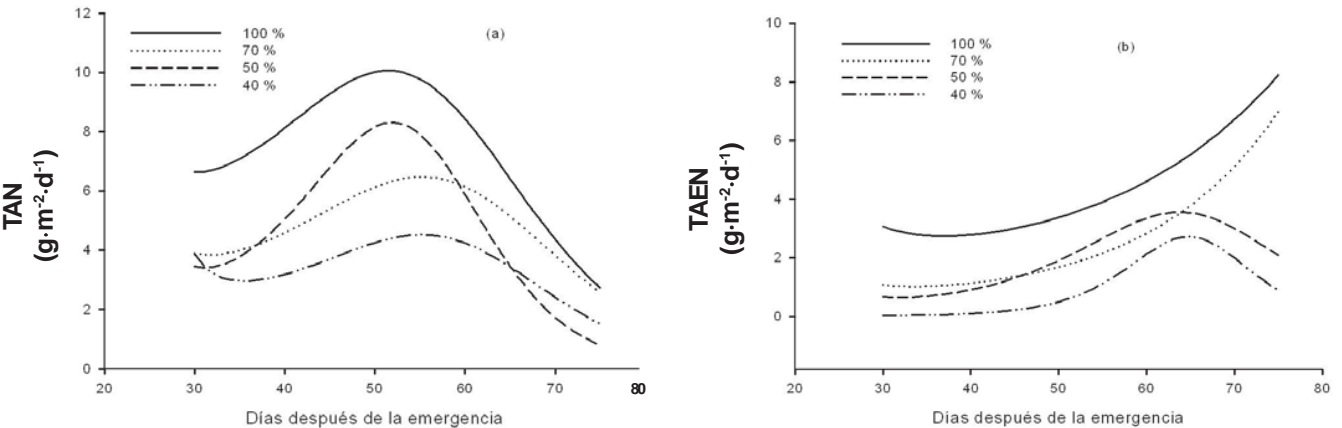 12
10
8
6
4
2
0
TAN
(g·m⁻²·d⁻¹)
100 %
70 %
50 %
40 %
(a)
20 30 40 50 60 70 80
Días después de la emergencia
10
8
6
4
2
0
TAEN
(g·m⁻²·d⁻¹)
100 %
70 %
50 %
40 %
(b)
20 30 40 50 60 70 80
Días después de la emergencia